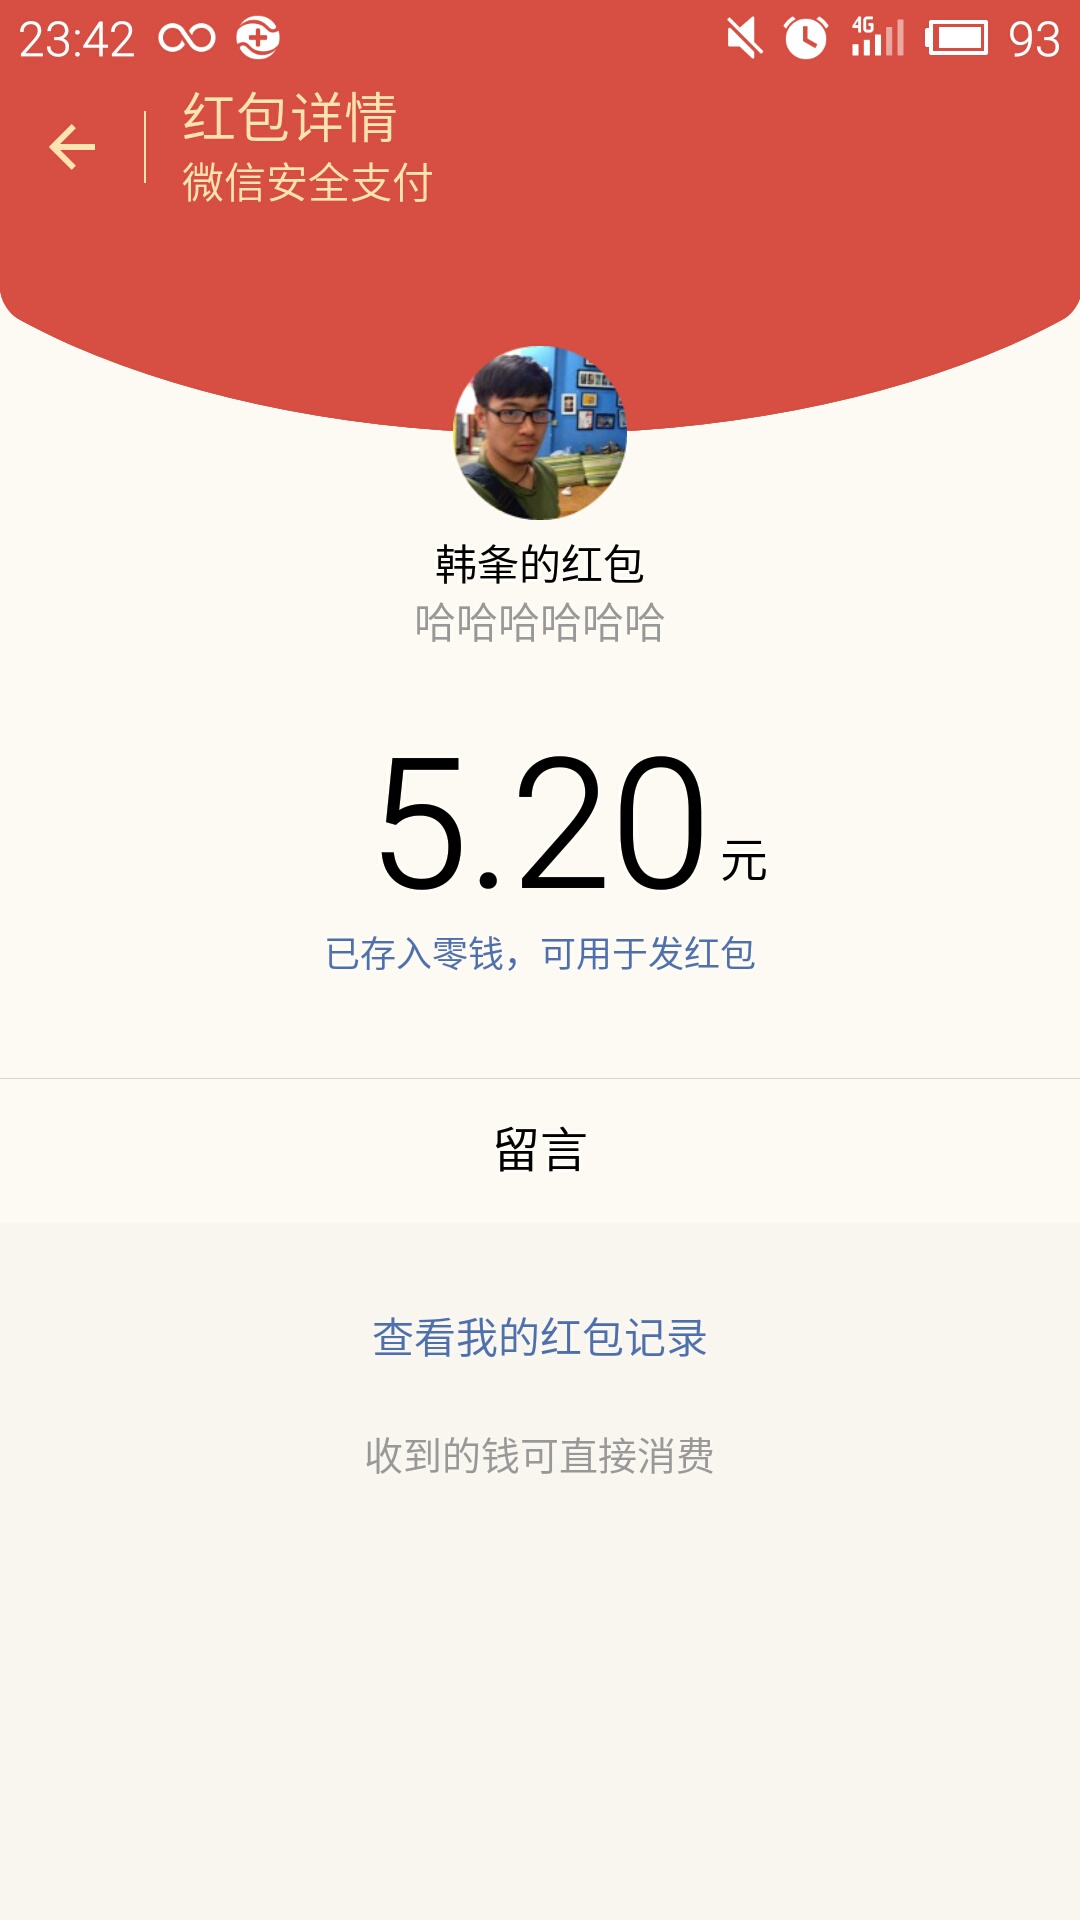 23:42 4G 93
红包详情
微信安全支付
韩夆的红包
哈哈哈哈哈哈
5.20 元
已存入零钱，可用于发红包
留言
查看我的红包记录
收到的钱可直接消费